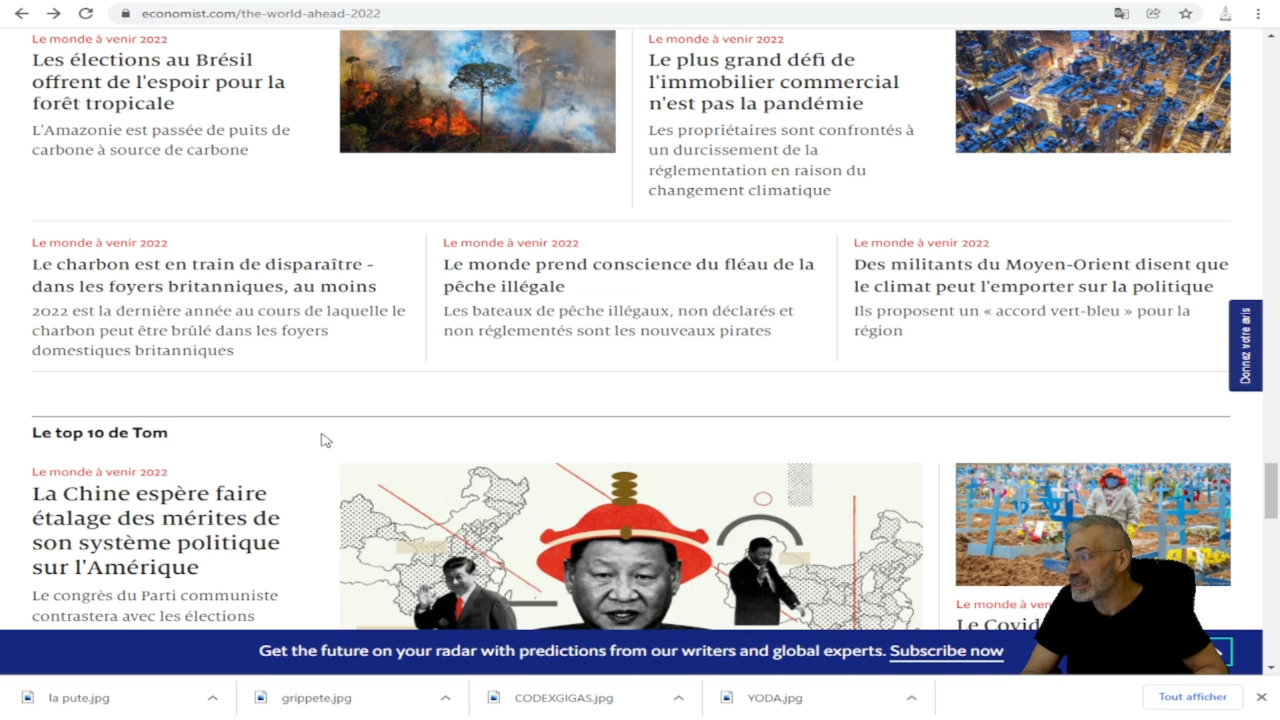 economist.com/the-world-ahead-2022
Le monde à venir 2022
Les élections au Brésil
offrent de l'espoir pour la
forêt tropicale
L'Amazonie est passée de puits de
carbone à source de carbone
Le monde à venir 2022
Le plus grand défi de
l'immobilier commercial
n'est pas la pandémie
Les propriétaires sont confrontés à
un durcissement de la
réglementation en raison du
changement climatique
Le monde à venir 2022
Le charbon est en train de disparaître -
dans les foyers britanniques, au moins
2022 est la dernière année au cours de laquelle le
charbon peut être brûlé dans les foyers
domestiques britanniques
Le monde à venir 2022
Le monde prend conscience du fléau de la
pêche illégale
Les bateaux de pêche illégaux, non déclarés et
non réglementés sont les nouveaux pirates
Le monde à venir 2022
Des militants du Moyen-Orient disent que
le climat peut l'emporter sur la politique
Ils proposent un « accord vert-bleu » pour la
région
Donnez votre avis
Le top 10 de Tom
Le monde à venir 2022
La Chine espère faire
étalage des mérites de
son système politique
sur l'Amérique
Le congrès du Parti communiste
contrastera avec les élections
Le monde à ven
Le Covid
Get the future on your radar with predictions from our writers and global experts. Subscribe now
la pute.jpg
grippete.jpg
CODEXGIGAS.jpg
YODA.jpg
Tout afficher